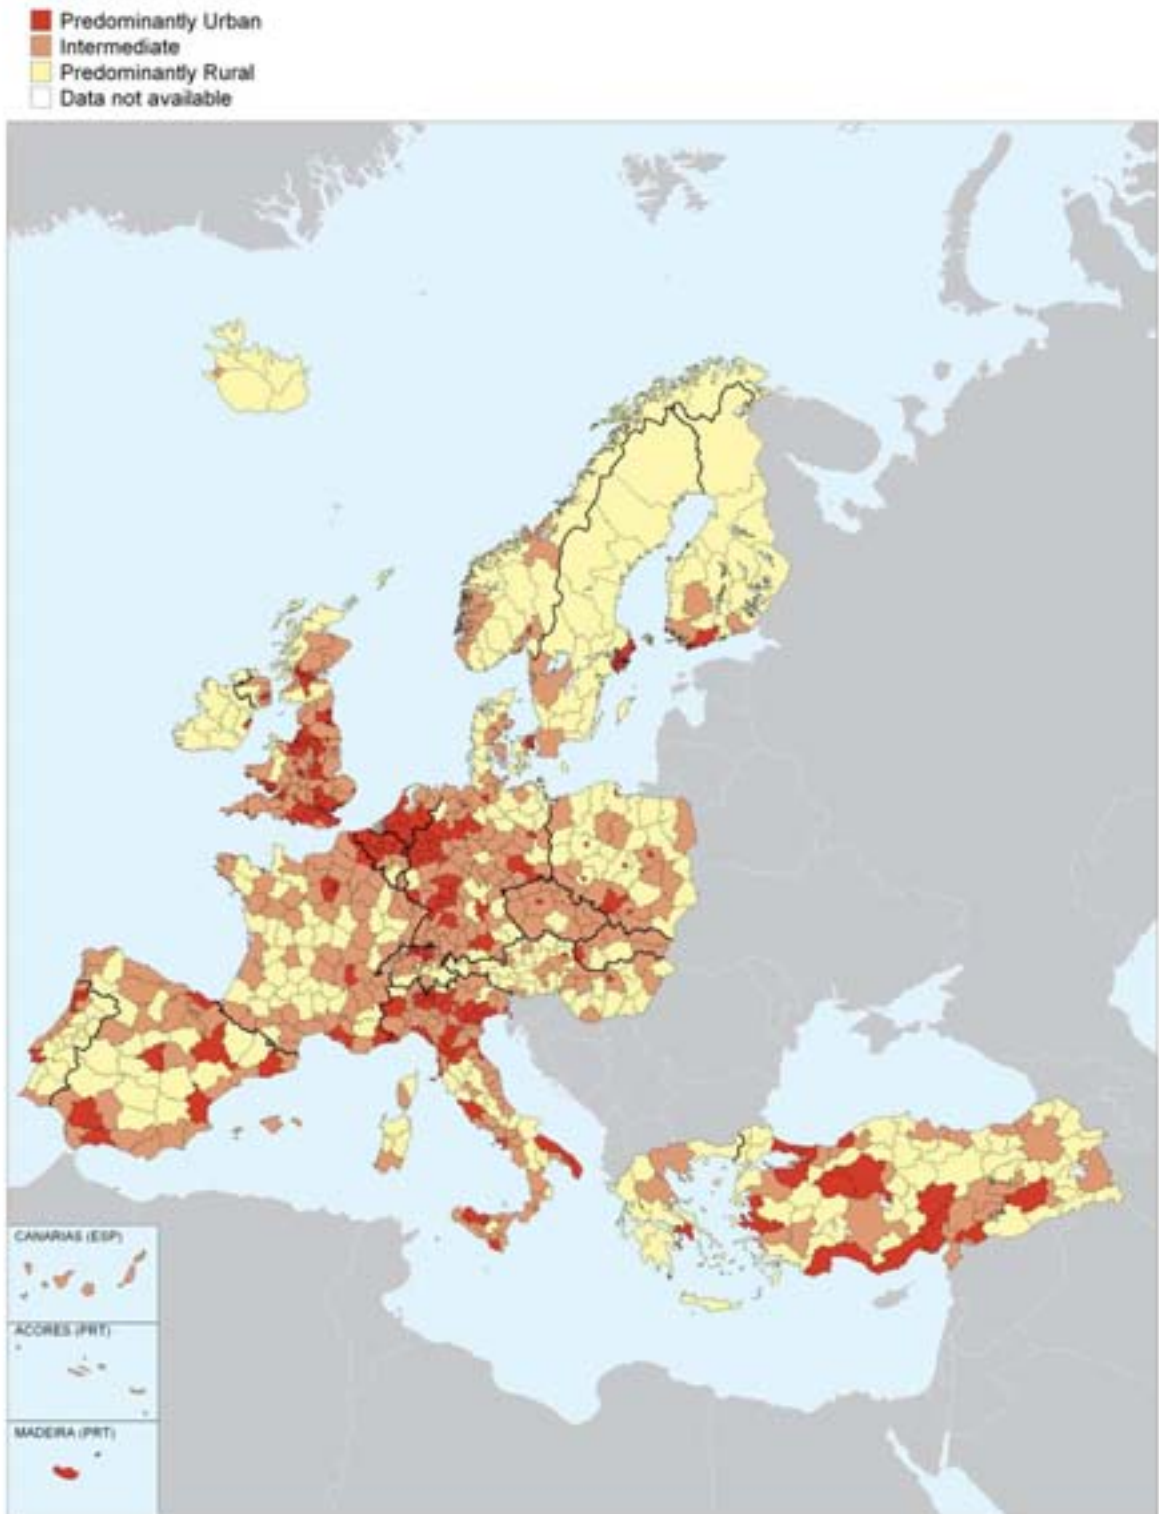 Predominantly Urban
Intermediate
Predominantly Rural
Data not available
CANARIAS (ESP)
ACORES (PRT)
MADEIRA (PRT)